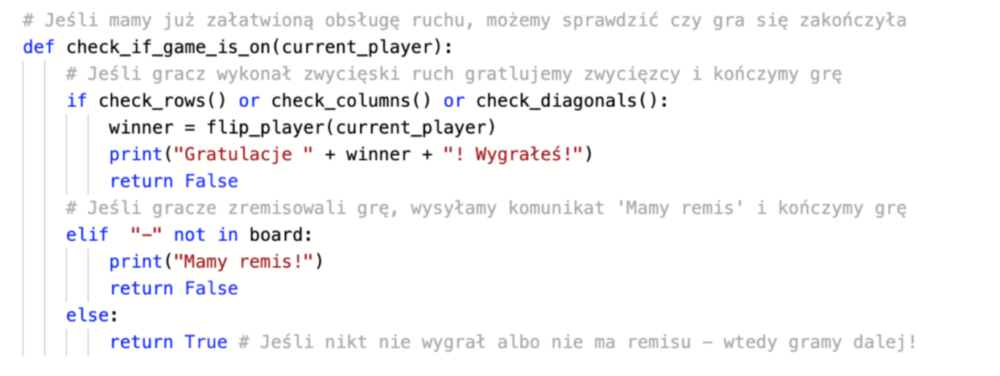 # Jeśli mamy już załatwioną obsługę ruchu, możemy sprawdzić czy gra się zakończyła
def check_if_game_is_on(current_player):
# Jeśli gracz wykonał zwycięski ruch gratlujemy zwycięzcy i kończymy grę
if check_rows() or check_columns() or check_diagonals():
winner = flip_player(current_player)
print("Gratulacje " + winner + "! Wygrałeś!")
return False
# Jeśli gracze zremisowali grę, wysyłamy komunikat 'Mamy remis' i kończymy grę
elif  "–" not in board:
print("Mamy remis!")
return False
else:
return True # Jeśli nikt nie wygrał albo nie ma remisu – wtedy gramy dalej!